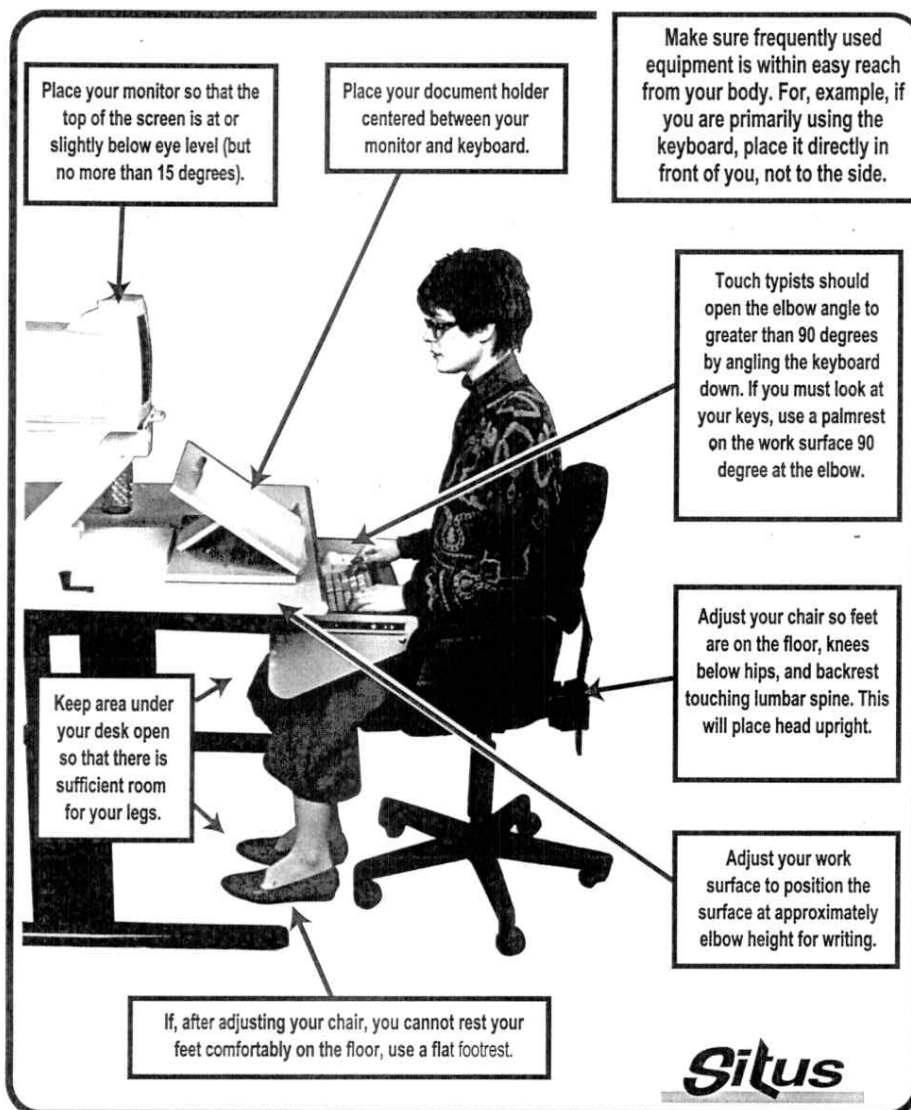 Place your monitor so that the
top of the screen is at or
slightly below eye level (but
no more than 15 degrees).
Place your document holder
centered between your
monitor and keyboard.
Make sure frequently used
equipment is within easy reach
from your body. For, example, if
you are primarily using the
keyboard, place it directly in
front of you, not to the side.
Touch typists should
open the elbow angle to
greater than 90 degrees
by angling the keyboard
down. If you must look at
your keys, use a palmrest
on the work surface 90
degree at the elbow.
Adjust your chair so feet
are on the floor, knees
below hips, and backrest
touching lumbar spine. This
will place head upright.
Keep area under
your desk open
so that there is
sufficient room
for your legs.
Adjust your work
surface to position the
surface at approximately
elbow height for writing.
If, after adjusting your chair, you cannot rest your
feet comfortably on the floor, use a flat footrest.
Situs